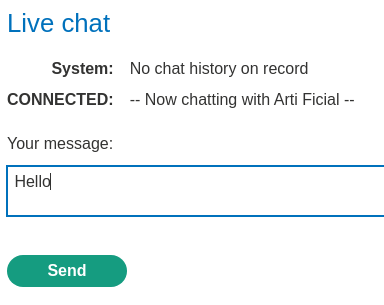 Live chat
System: No chat history on record
CONNECTED: -- Now chatting with Arti Ficial --
Your message:
Hello
Send